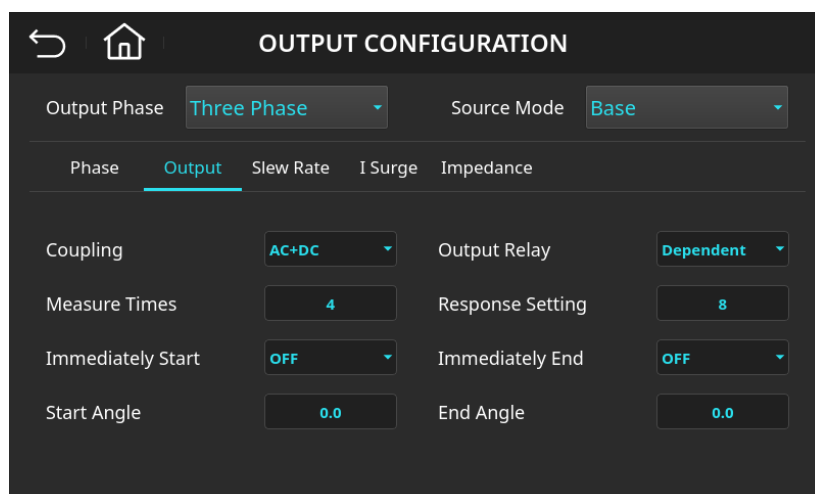 OUTPUT CONFIGURATION
Output Phase Three Phase Source Mode Base
Phase Output Slew Rate I Surge Impedance
Coupling AC+DC Output Relay Dependent
Measure Times 4 Response Setting 8
Immediately Start OFF Immediately End OFF
Start Angle 0.0 End Angle 0.0